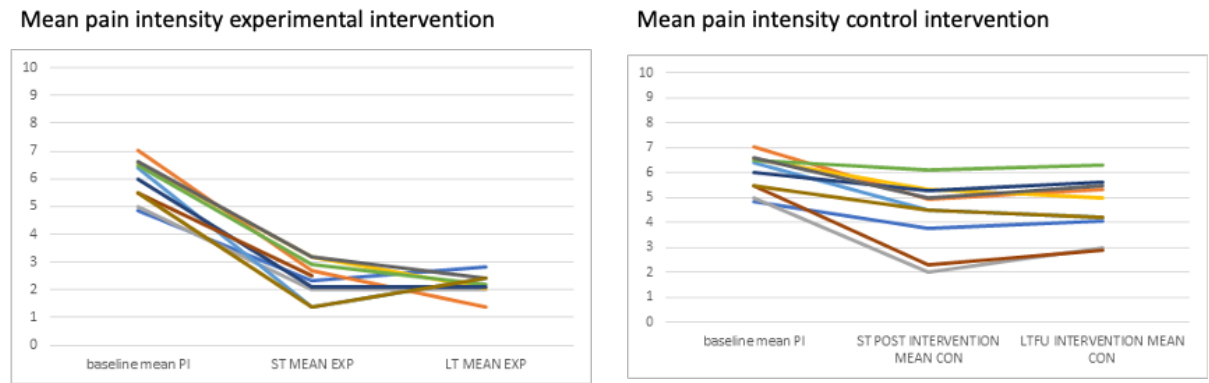 Mean pain intensity experimental intervention
10
9
8
7
6
5
4
3
2
1
0
baseline mean PI
ST MEAN EXP
LT MEAN EXP
Mean pain intensity control intervention
10
9
8
7
6
5
4
3
2
1
0
baseline mean PI
ST POST INTERVENTION
MEAN CON
LTFU INTERVENTION MEAN
CON